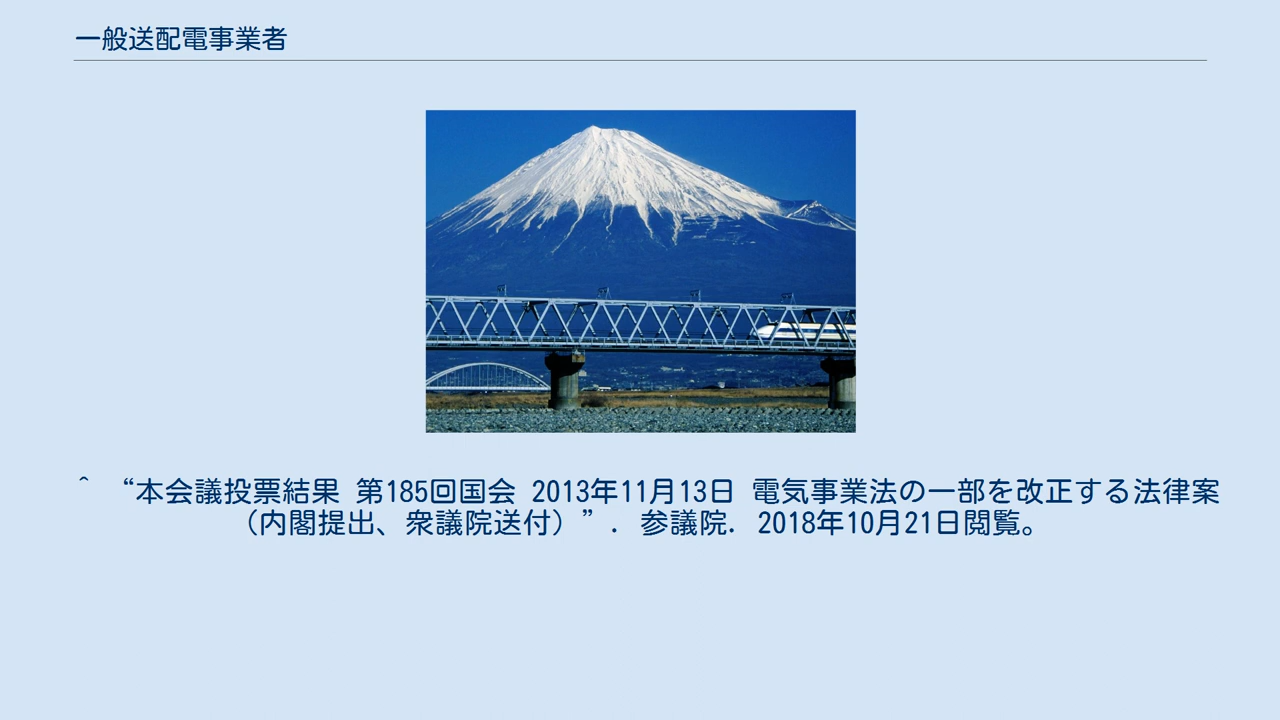 一般送配電事業者
^ “本会議投票結果 第185回国会 2013年11月13日 電気事業法の一部を改正する法律案
（内閣提出、衆議院送付）”. 参議院. 2018年10月21日閲覧。